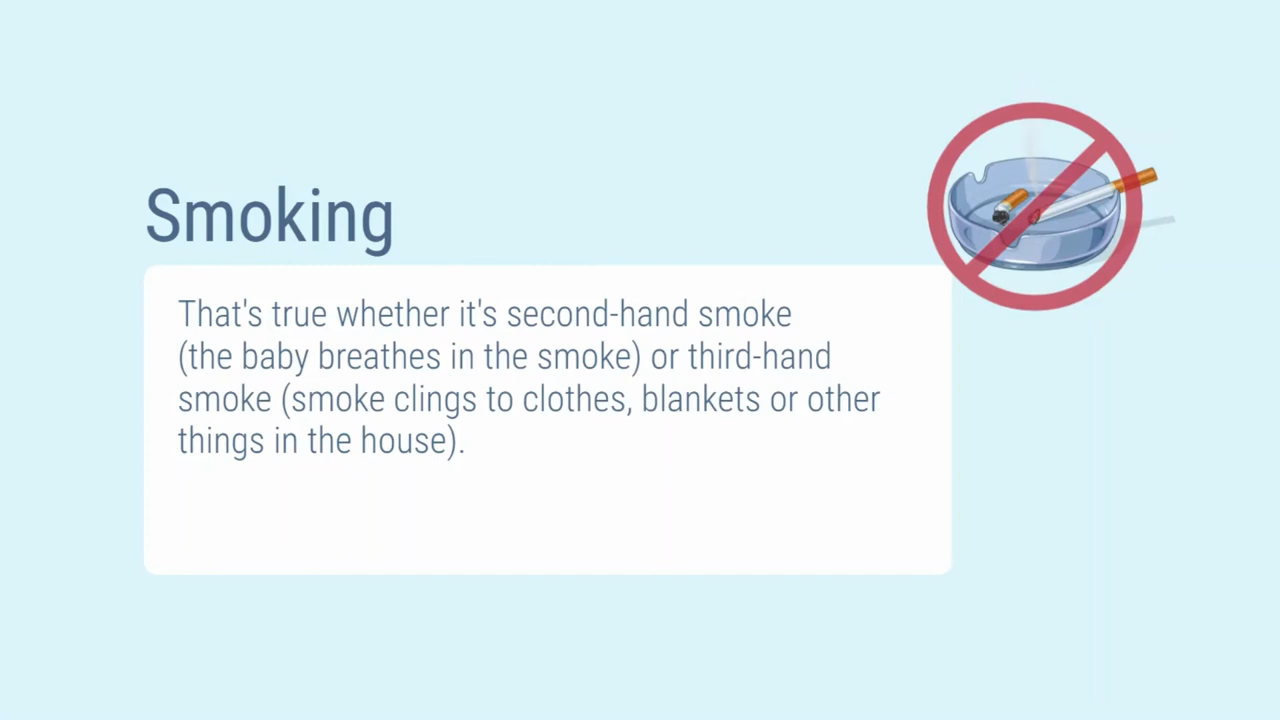 Smoking
That's true whether it's second-hand smoke
(the baby breathes in the smoke) or third-hand
smoke (smoke clings to clothes, blankets or other
things in the house).